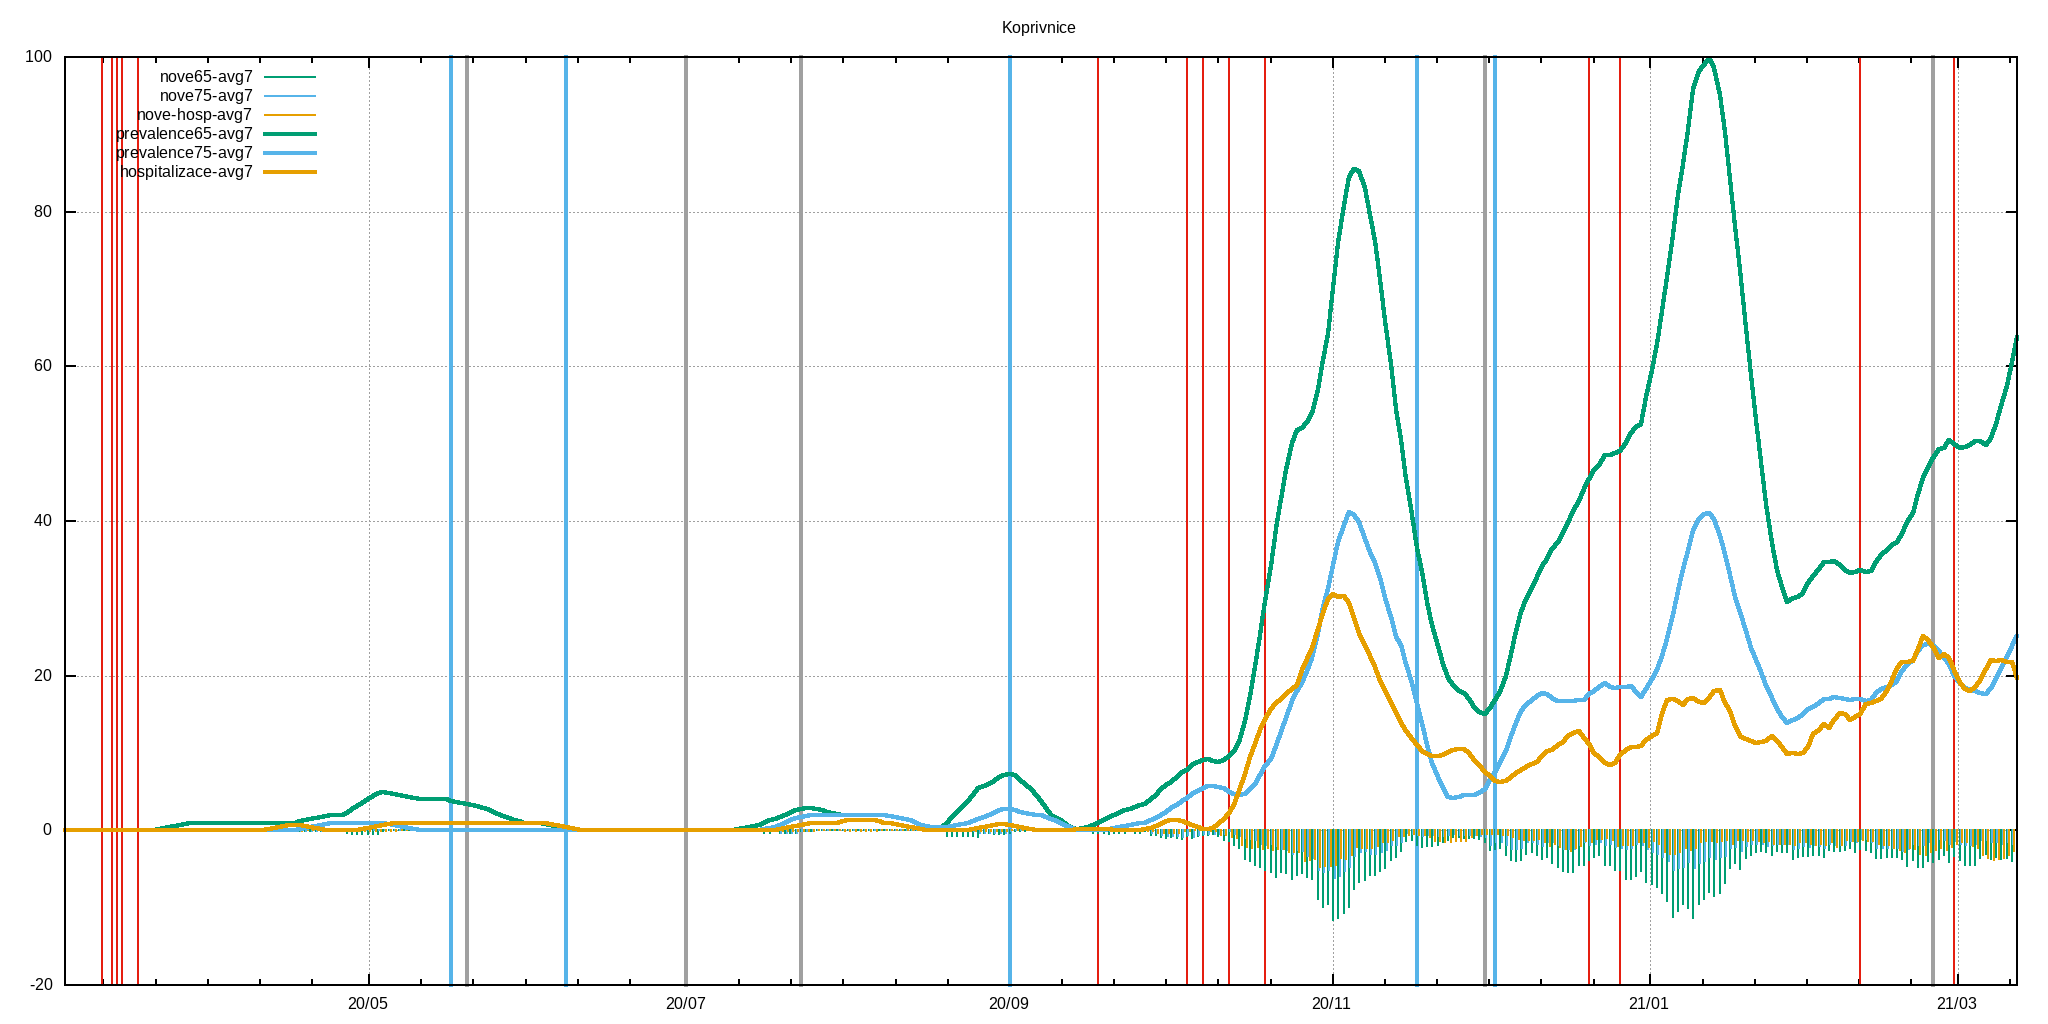 Koprivnice
100
80
60
40
20
0
-20
nove65-avg7
nove75-avg7
nove-hosp-avg7
prevalence65-avg7
prevalence75-avg7
hospitalizace-avg7
20/05 20/07 20/09 20/11 21/01 21/03